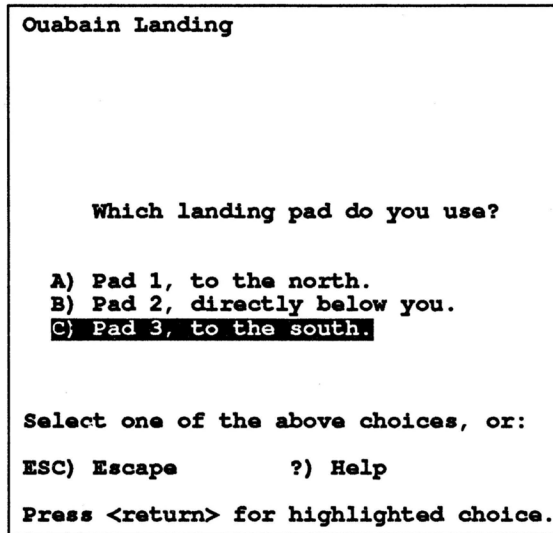 Ouabain Landing
Which landing pad do you use?
A) Pad 1, to the north.
B) Pad 2, directly below you.
C) Pad 3, to the south.
Select one of the above choices, or:
ESC) Escape ?) Help
Press <return> for highlighted choice.